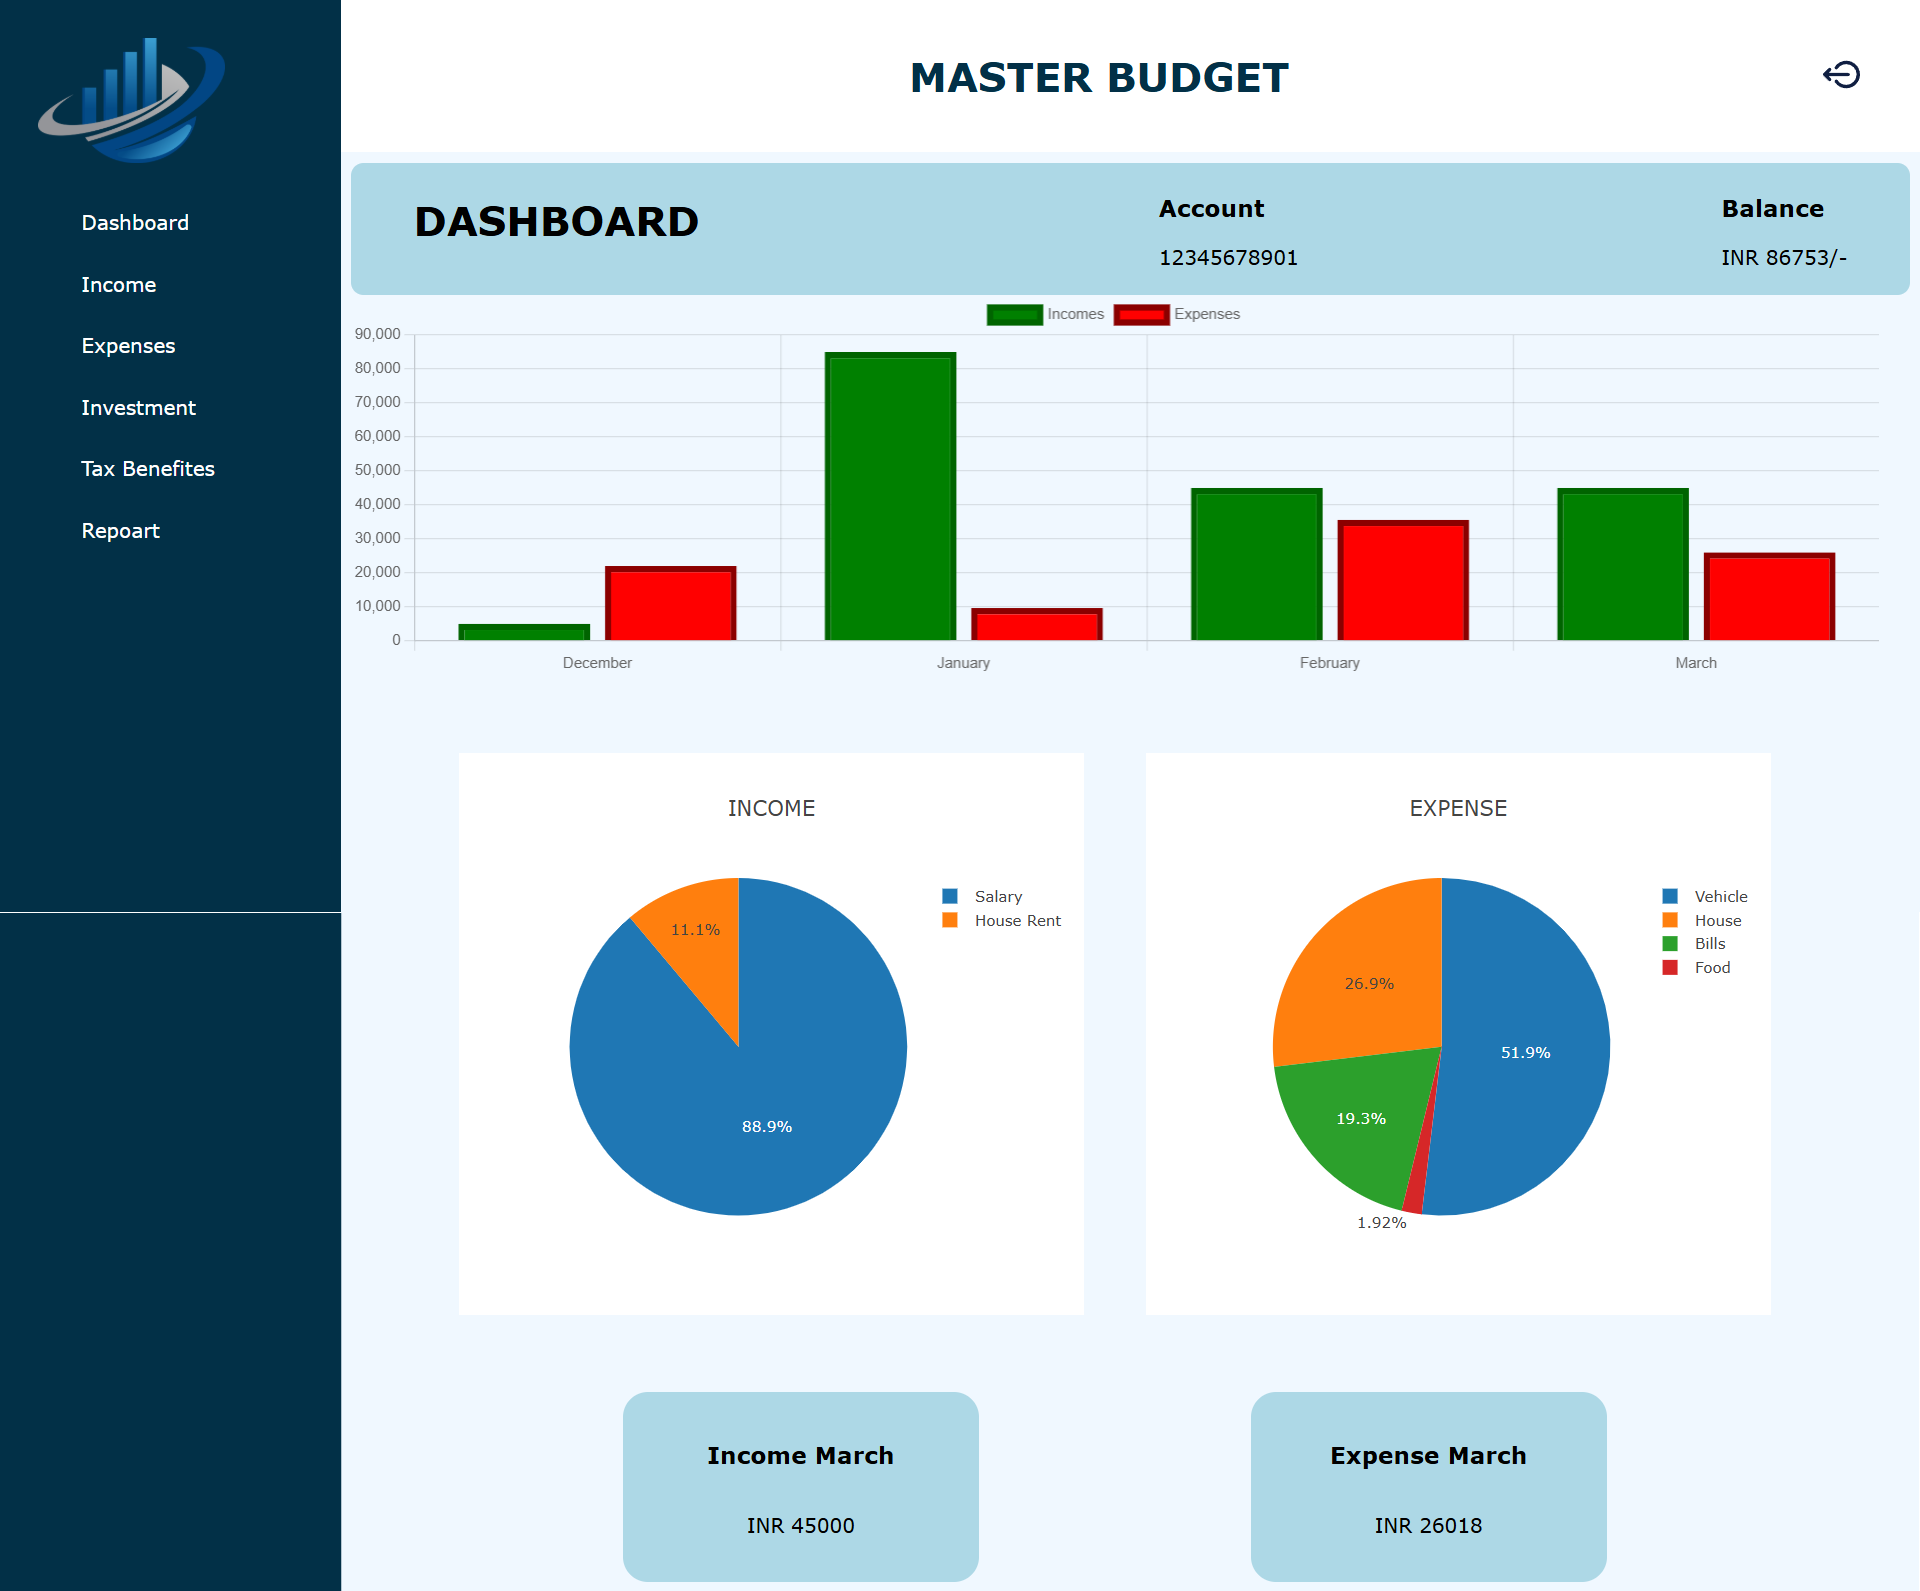 MASTER BUDGET
Dashboard
Income
Expenses
Investment
Tax Benefites
Repoart
DASHBOARD
Account
12345678901
Balance
INR 86753/-
Incomes Expenses
90,000
80,000
70,000
60,000
50,000
40,000
30,000
20,000
10,000
0
December January February March
INCOME
Salary
House Rent
11.1%
88.9%
EXPENSE
Vehicle
House
Bills
Food
26.9%
51.9%
19.3%
1.92%
Income March
INR 45000
Expense March
INR 26018